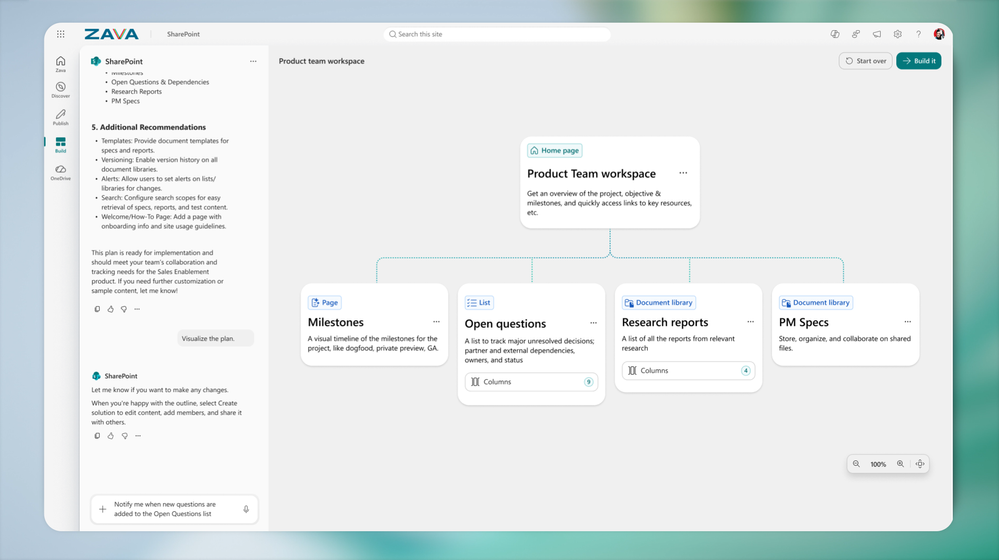 ZAVA
SharePoint
Search this site
Zava
Discover
Publish
Build
OneDrive
SharePoint
Milestones
• Open Questions & Dependencies
• Research Reports
• PM Specs
5. Additional Recommendations
• Templates: Provide document templates for
specs and reports.
• Versioning: Enable version history on all
document libraries.
• Alerts: Allow users to set alerts on lists/
libraries for changes.
• Search: Configure search scopes for easy
retrieval of specs, reports, and test content.
• Welcome/How-To Page: Add a page with
onboarding info and site usage guidelines.
This plan is ready for implementation and
should meet your team's collaboration and
tracking needs for the Sales Enablement
product. If you need further customization or
sample content, let me know!
Visualize the plan.
SharePoint
Let me know if you want to make any changes.
When you're happy with the outline, select Create
solution to edit content, add members, and share it
with others.
Notify me when new questions are
added to the Open Questions list
Product team workspace
Start over
Build it
Home page
Product Team workspace
Get an overview of the project, objective &
milestones, and quickly access links to key resources,
etc.
Page
Milestones
A visual timeline of the milestones for the
project, like dogfood, private preview, GA.
List
Open questions
A list to track major unresolved decisions;
partner and external dependencies,
owners, and status
Columns 9
Document library
Research reports
A list of all the reports from relevant
research
Columns 4
Document library
PM Specs
Store, organize, and collaborate on shared
files.
100%